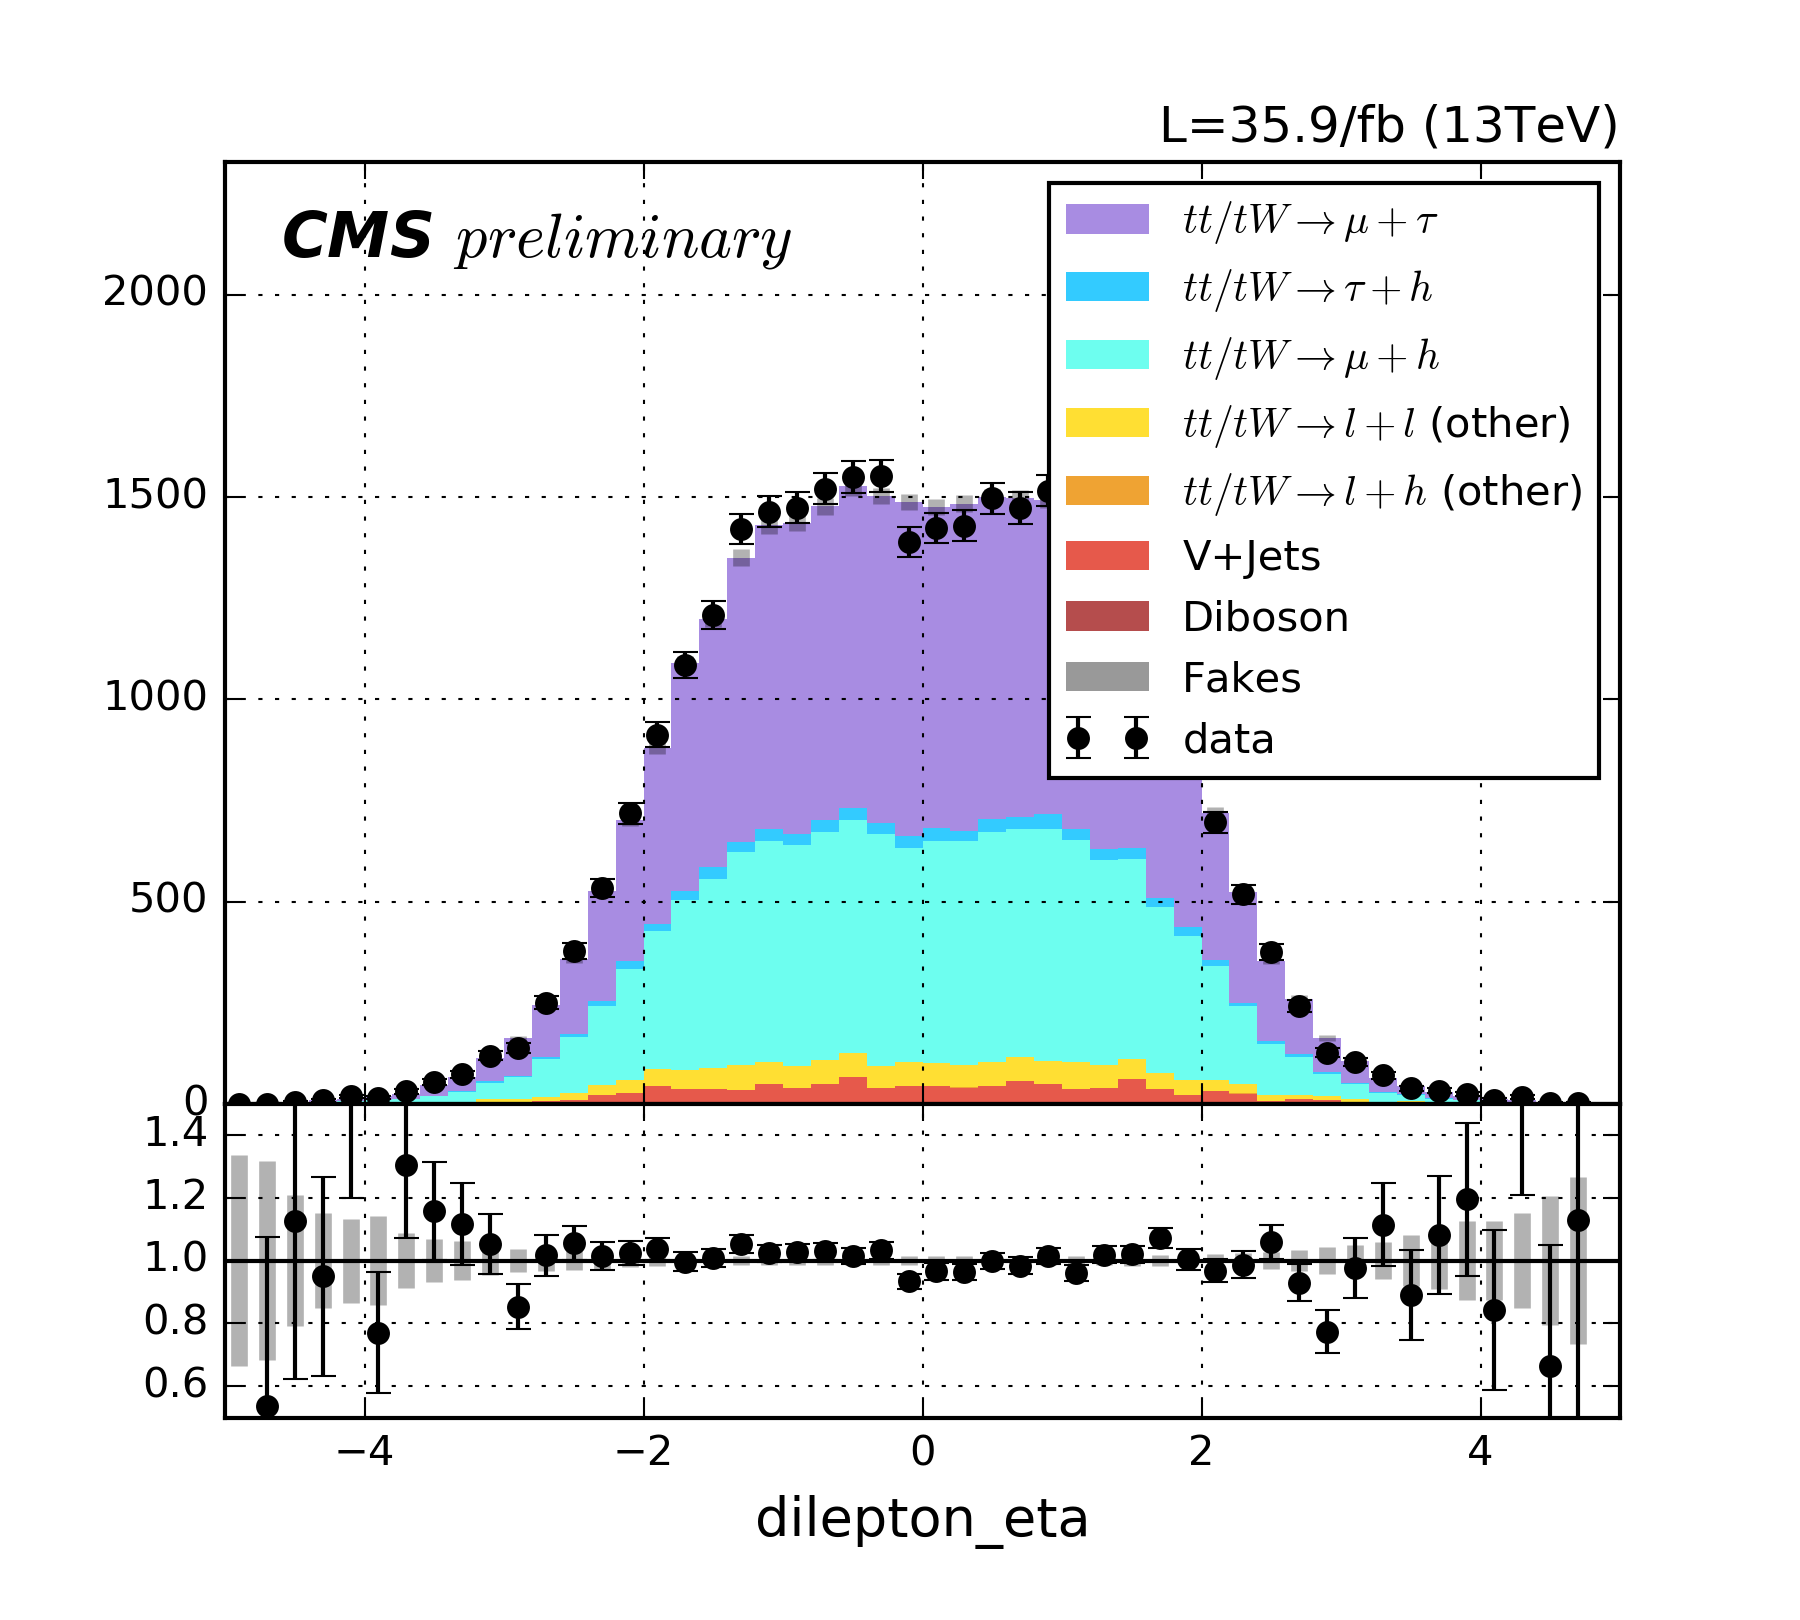 L=35.9/fb (13TeV)
CMS preliminary
tt/tW→μ+τ
tt/tW→τ+h
tt/tW→μ+h
tt/tW→l+l (other)
tt/tW→l+h (other)
V+Jets
Diboson
Fakes
data
2000
1500
1000
500
0
1.4
1.2
1.0
0.8
0.6
−4 −2 0 2 4
dilepton_eta